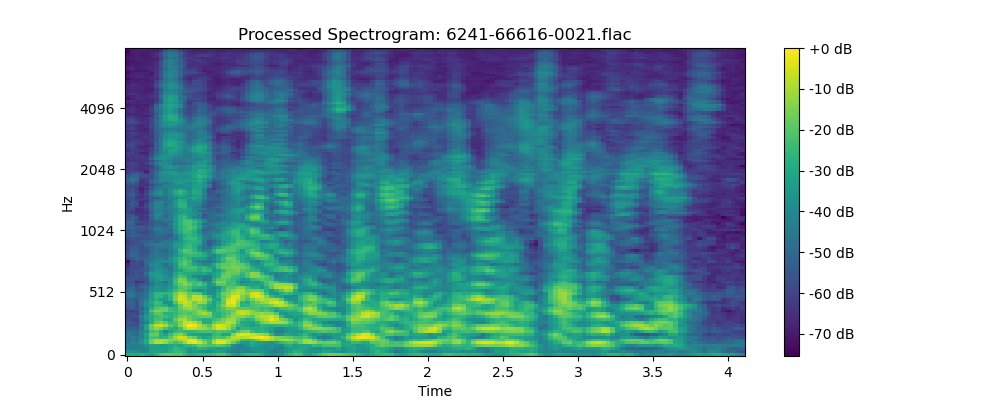 Processed Spectrogram: 6241-66616-0021.flac
Hz
4096
2048
1024
512
0
0
0.5
1
1.5
2
2.5
3
3.5
4
Time
+0 dB
-10 dB
-20 dB
-30 dB
-40 dB
-50 dB
-60 dB
-70 dB